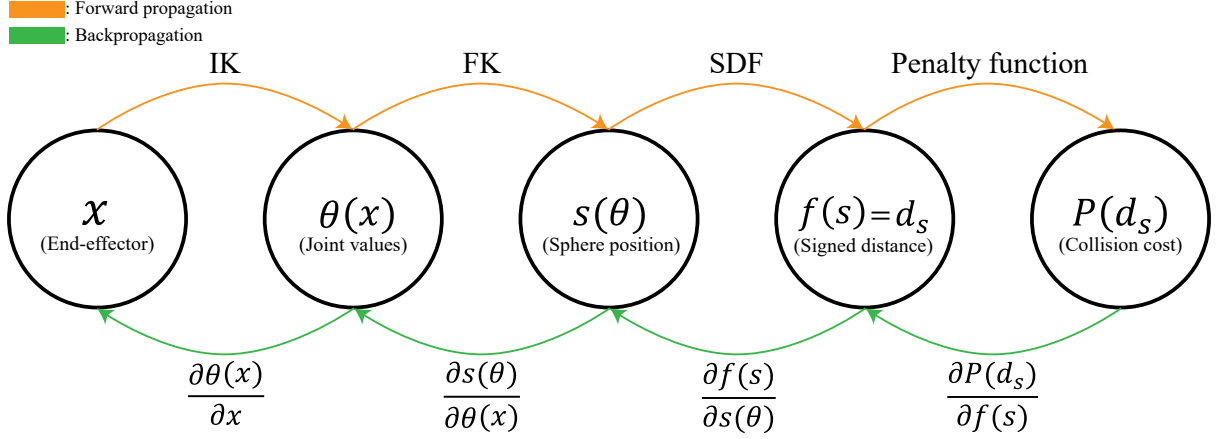 : Forward propagation
: Backpropagation
IK FK SDF Penalty function
x θ(x) s(θ) f(s)=d_s P(d_s)
(End-effector) (Joint values) (Sphere position) (Signed distance) (Collision cost)
∂θ(x) ∂s(θ) ∂f(s) ∂P(d_s)
∂x ∂θ(x) ∂s(θ) ∂f(s)